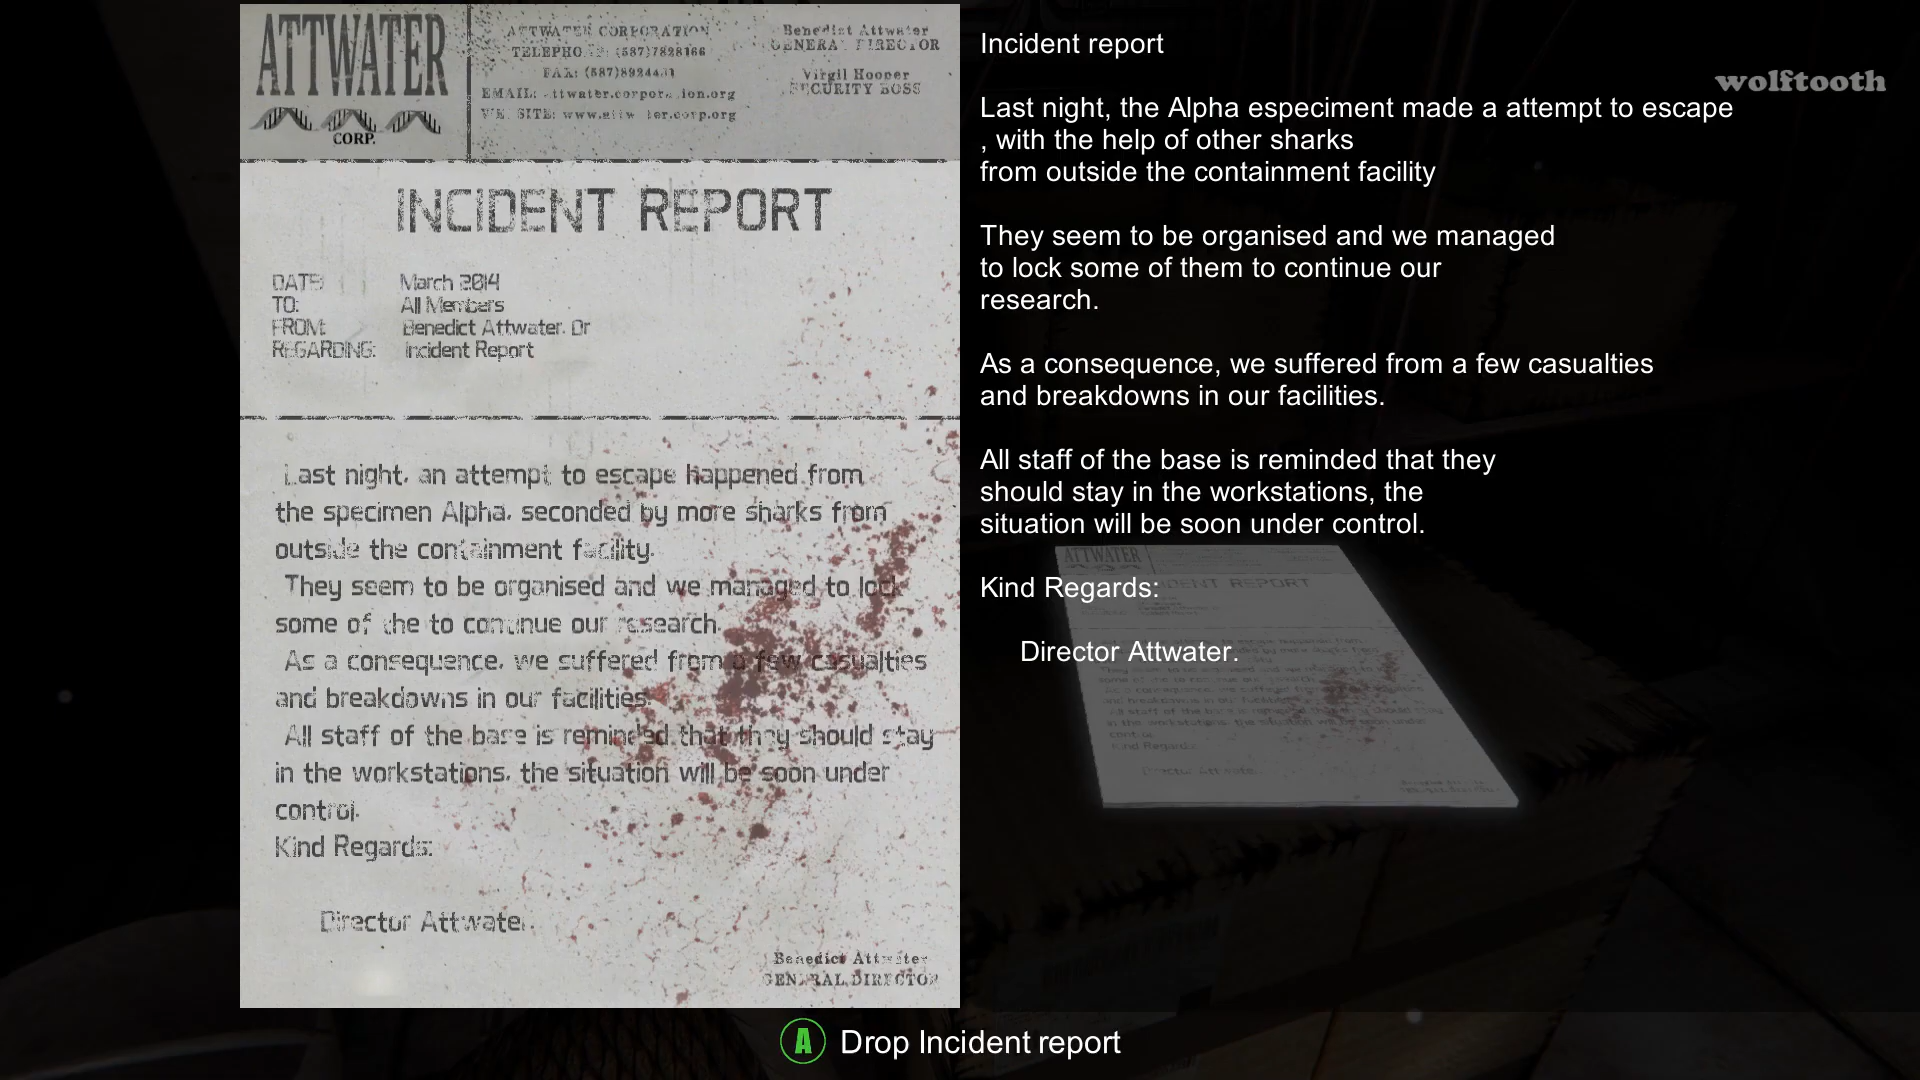 ATTWATER
CORP.
ATTWATER CORPORATION
(587)7828166
FAX:
EMAIL:
Benedict Attwater
GENERAL DIRECTOR
Virgil Hooper
SECURITY BOSS
INCIDENT REPORT
DATE: March 2014
TO: All Members
FROM: Benedict Attwater. Dr
REGARDING: Incident Report
Last night, an attempt to escape happened from
the specimen Alpha, seconded by more sharks from
outside the containment facility.
They seem to be organised and we managed to lock
some of the to continue our research.
As a consequence, we suffered from a few casualties
and breakdowns in our facilities.
All staff of the base is reminded that they should stay
in the workstations, the situation will be soon under
control.
Kind Regards:
Director Attwater.
Benedict Attwater
GENERAL DIRECTOR
wolftooth
Incident report
Last night, the Alpha especiment made a attempt to escape
, with the help of other sharks
from outside the containment facility
They seem to be organised and we managed
to lock some of them to continue our
research.
As a consequence, we suffered from a few casualties
and breakdowns in our facilities.
All staff of the base is reminded that they
should stay in the workstations, the
situation will be soon under control.
Kind Regards:
Director Attwater.
ATTWATER
INCIDENT REPORT
A Drop Incident report